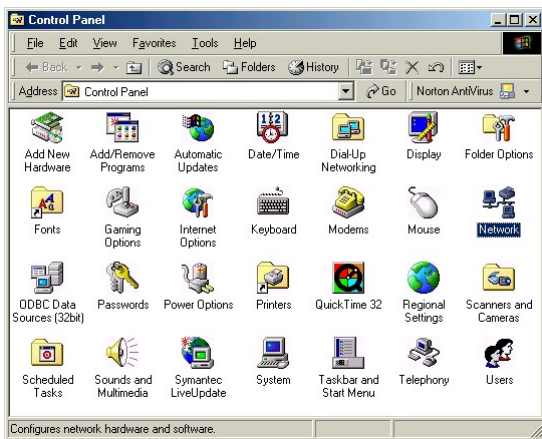 Control Panel
File Edit View Favorites Tools Help
Back Search Folders History
Address Control Panel Go Norton AntiVirus
Add New Hardware
Add/Remove Programs
Automatic Updates
Date/Time
Dial-Up Networking
Display
Folder Options
Fonts
Gaming Options
Internet Options
Keyboard
Modems
Mouse
Network
ODBC Data Sources (32bit)
Passwords
Power Options
Printers
QuickTime 32
Regional Settings
Scanners and Cameras
Scheduled Tasks
Sounds and Multimedia
Symantec LiveUpdate
System
Taskbar and Start Menu
Telephony
Users
Configures network hardware and software.